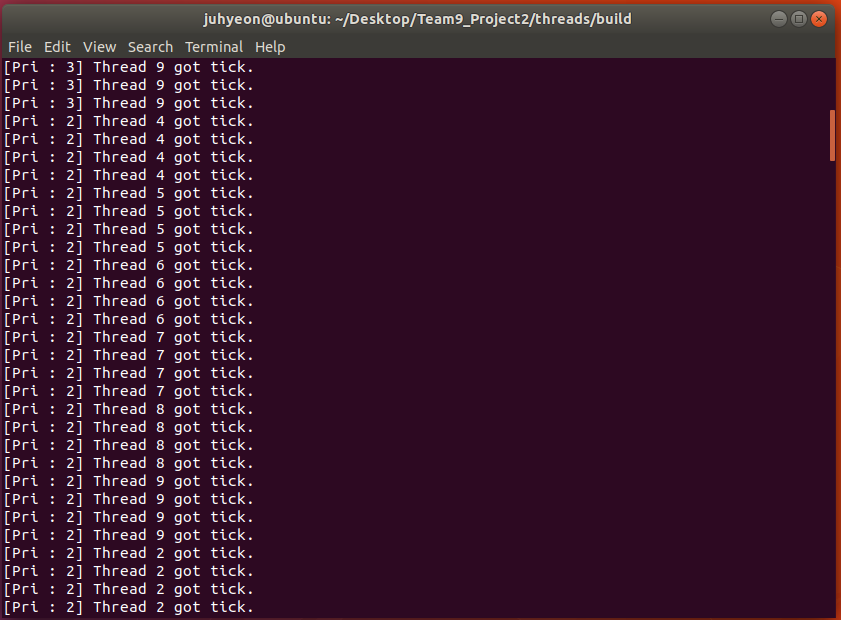 juhyeon@ubuntu: ~/Desktop/Team9_Project2/threads/build
File Edit View Search Terminal Help
[Pri : 3] Thread 9 got tick.
[Pri : 3] Thread 9 got tick.
[Pri : 3] Thread 9 got tick.
[Pri : 2] Thread 4 got tick.
[Pri : 2] Thread 4 got tick.
[Pri : 2] Thread 4 got tick.
[Pri : 2] Thread 4 got tick.
[Pri : 2] Thread 5 got tick.
[Pri : 2] Thread 5 got tick.
[Pri : 2] Thread 5 got tick.
[Pri : 2] Thread 5 got tick.
[Pri : 2] Thread 6 got tick.
[Pri : 2] Thread 6 got tick.
[Pri : 2] Thread 6 got tick.
[Pri : 2] Thread 6 got tick.
[Pri : 2] Thread 7 got tick.
[Pri : 2] Thread 7 got tick.
[Pri : 2] Thread 7 got tick.
[Pri : 2] Thread 7 got tick.
[Pri : 2] Thread 8 got tick.
[Pri : 2] Thread 8 got tick.
[Pri : 2] Thread 8 got tick.
[Pri : 2] Thread 8 got tick.
[Pri : 2] Thread 9 got tick.
[Pri : 2] Thread 9 got tick.
[Pri : 2] Thread 9 got tick.
[Pri : 2] Thread 9 got tick.
[Pri : 2] Thread 2 got tick.
[Pri : 2] Thread 2 got tick.
[Pri : 2] Thread 2 got tick.
[Pri : 2] Thread 2 got tick.